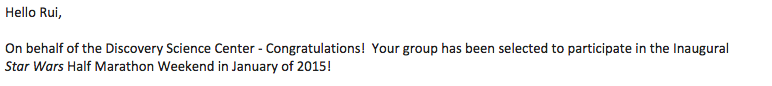 Hello Rui,
On behalf of the Discovery Science Center - Congratulations!  Your group has been selected to participate in the Inaugural
Star Wars Half Marathon Weekend in January of 2015!